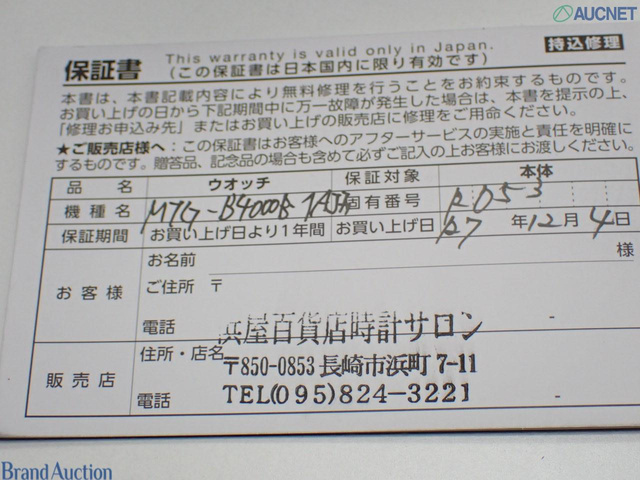 AUCNET
保証書
This warranty is valid only in Japan.
(この保証書は日本国内に限り有効です)
持込修理
本書は、本書記載内容により無料修理を行うことをお約束するものです。
お買い上げの日から下記期間中に万一故障が発生した場合は、本書を提示の上、
「修理お申込み先」またはお買い上げの販売店に修理をご用命ください。
★ご販売店様へ:この保証書はお客様へのアフターサービスの実施と責任を明確に
するものです。贈答品、記念品の場合も含めて必ずご記入の上お客様にお渡しください。
品名 ウオッチ 保証対象 本体
機種名 MTG-B4000B-1AJR 固有番号 R053
保証期間 お買い上げ日より1年間 お買い上げ日 R7年12月4日
お客様 お名前 様
ご住所 〒
電話
販売店 住所・店名 浜屋百貨店時計サロン
〒850-0853 長崎市浜町7-11
電話 TEL(095)824-3221
Brand Auction